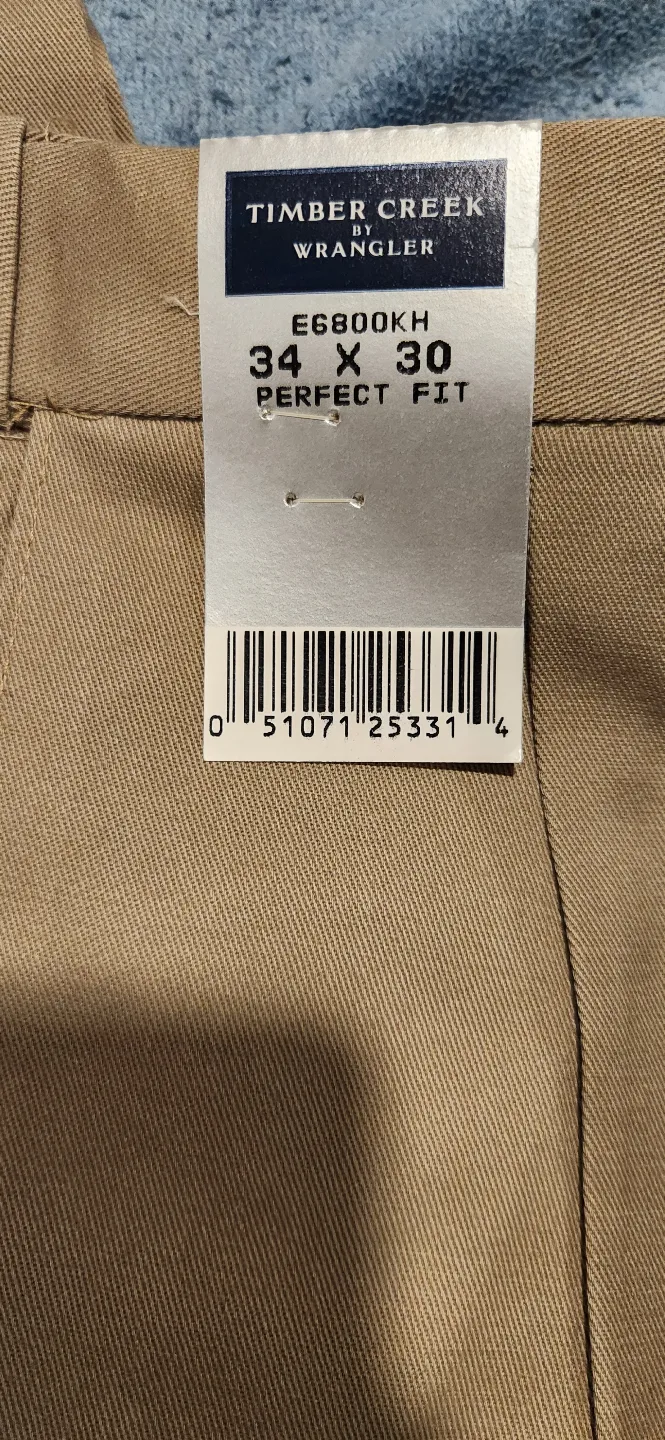 TIMBER CREEK
BY
WRANGLER
E6800KH
34 X 30
PERFECT FIT
0 51071 25331 4